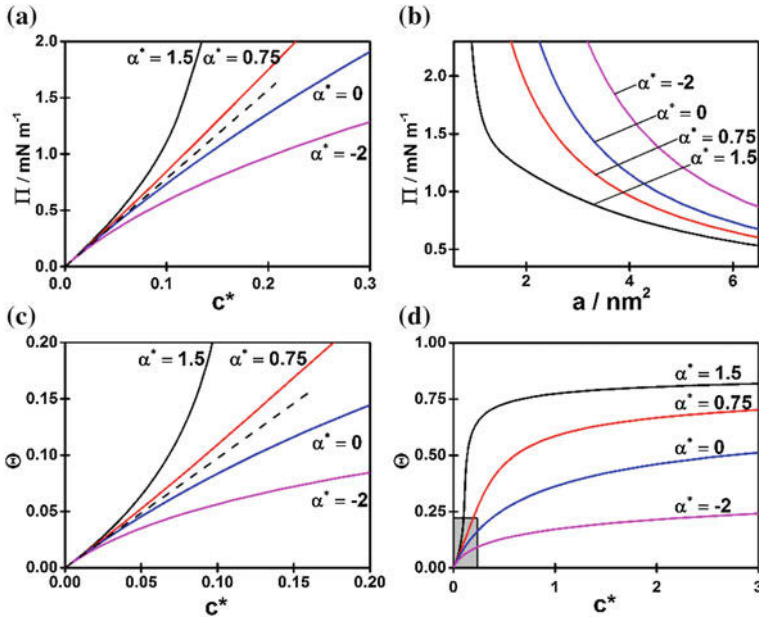 (a)
2.0
1.5
1.0
0.5
0.0
Π / mN m⁻¹
α* = 1.5
α* = 0.75
α* = 0
α* = -2
0.0 0.1 0.2 0.3
c*
(b)
2.0
1.5
1.0
0.5
Π / mN m⁻¹
α* = -2
α* = 0
α* = 0.75
α* = 1.5
2 4 6
a / nm²
(c)
0.20
0.15
0.10
0.05
0.00
Θ
α* = 1.5
α* = 0.75
α* = 0
α* = -2
0.00 0.05 0.10 0.15 0.20
c*
(d)
1.00
0.75
0.50
0.25
0.00
Θ
α* = 1.5
α* = 0.75
α* = 0
α* = -2
0 1 2 3
c*